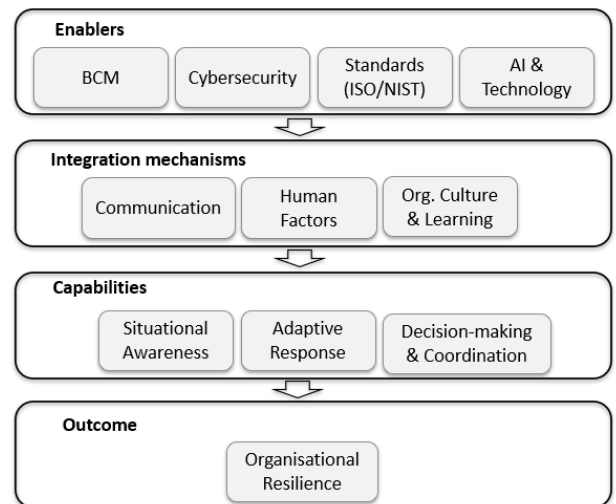 Enablers
BCM
Cybersecurity
Standards
(ISO/NIST)
AI &
Technology
Integration mechanisms
Communication
Human
Factors
Org. Culture
& Learning
Capabilities
Situational
Awareness
Adaptive
Response
Decision-making
& Coordination
Outcome
Organisational
Resilience